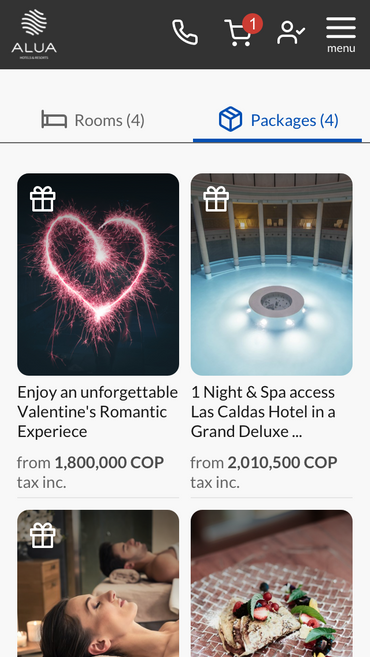 ALUA
HOTELS & RESORTS
1
menu
Rooms (4)
Packages (4)
Enjoy an unforgettable
Valentine's Romantic
Experiece
from 1,800,000 COP
tax inc.
1 Night & Spa access
Las Caldas Hotel in a
Grand Deluxe ...
from 2,010,500 COP
tax inc.